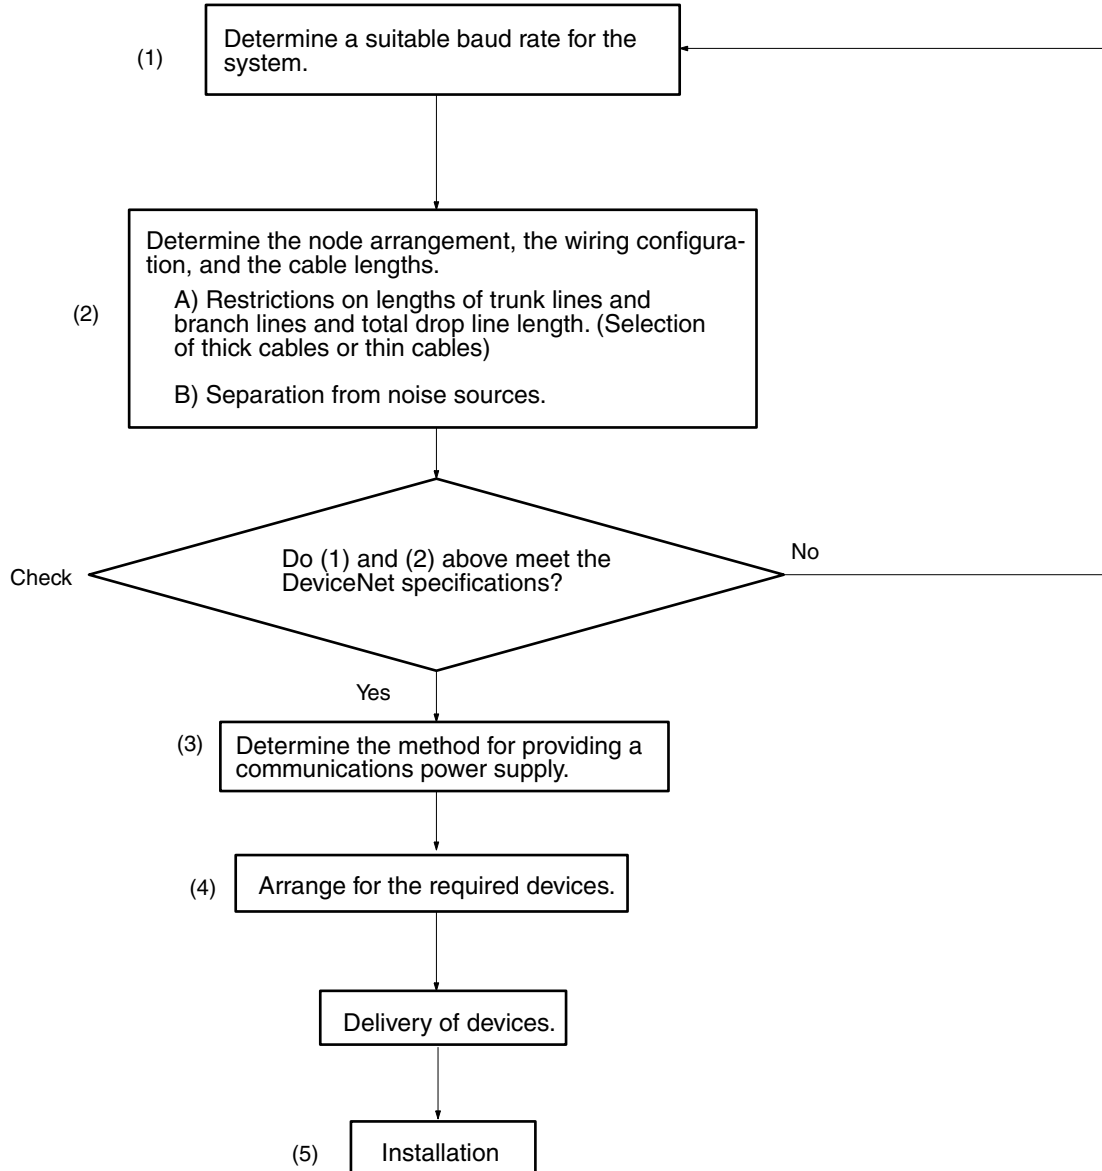 (1)
Determine a suitable baud rate for the
system.
(2)
Determine the node arrangement, the wiring configura-
tion, and the cable lengths.
A) Restrictions on lengths of trunk lines and
branch lines and total drop line length. (Selection
of thick cables or thin cables)
B) Separation from noise sources.
Check
Do (1) and (2) above meet the
DeviceNet specifications?
No
Yes
(3)
Determine the method for providing a
communications power supply.
(4)
Arrange for the required devices.
Delivery of devices.
(5)
Installation